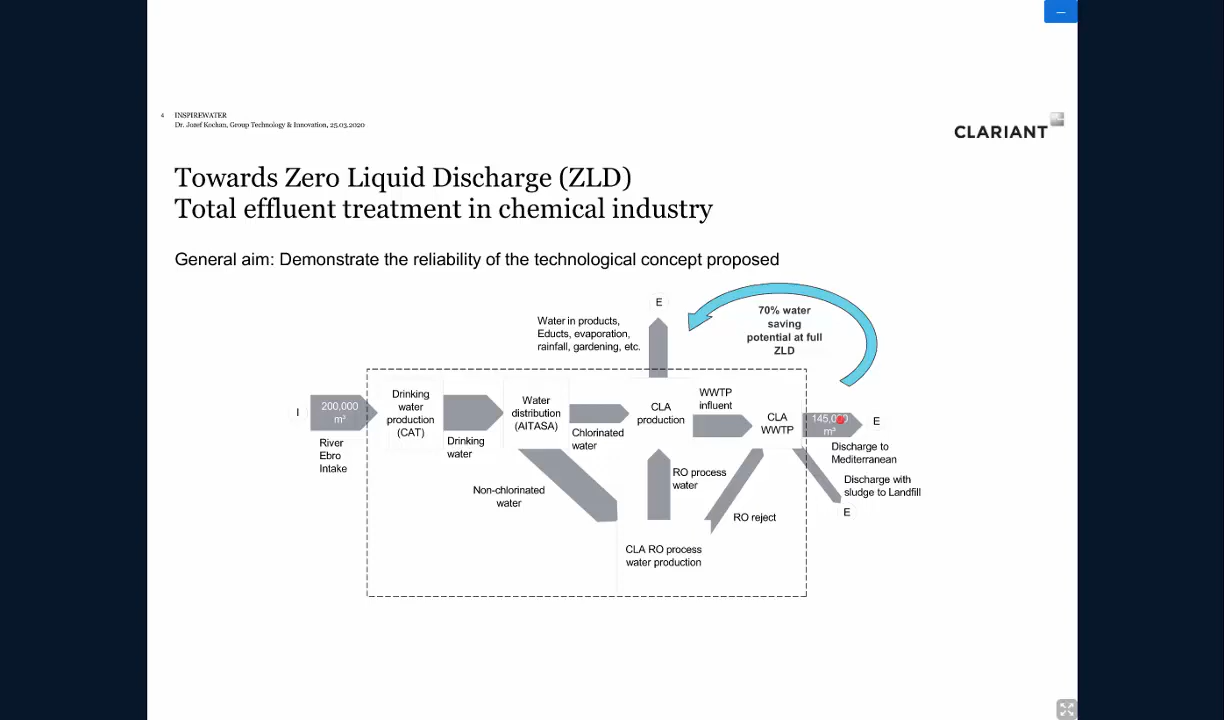 4 INSPIREWATER
Dr. Jozef Kochan, Group Technology & Innovation, 25.03.2020
CLARIANT
Towards Zero Liquid Discharge (ZLD)
Total effluent treatment in chemical industry
General aim: Demonstrate the reliability of the technological concept proposed
E
Water in products,
Educts, evaporation,
rainfall, gardening, etc.
70% water
saving
potential at full
ZLD
I
200,000
m³
River
Ebro
Intake
Drinking
water
production
(CAT)
Drinking
water
Water
distribution
(AITASA)
Chlorinated
water
CLA
production
WWTP
influent
CLA
WWTP
145,000
m³
E
Discharge to
Mediterranean
Discharge with
sludge to Landfill
E
Non-chlorinated
water
RO process
water
RO reject
CLA RO process
water production